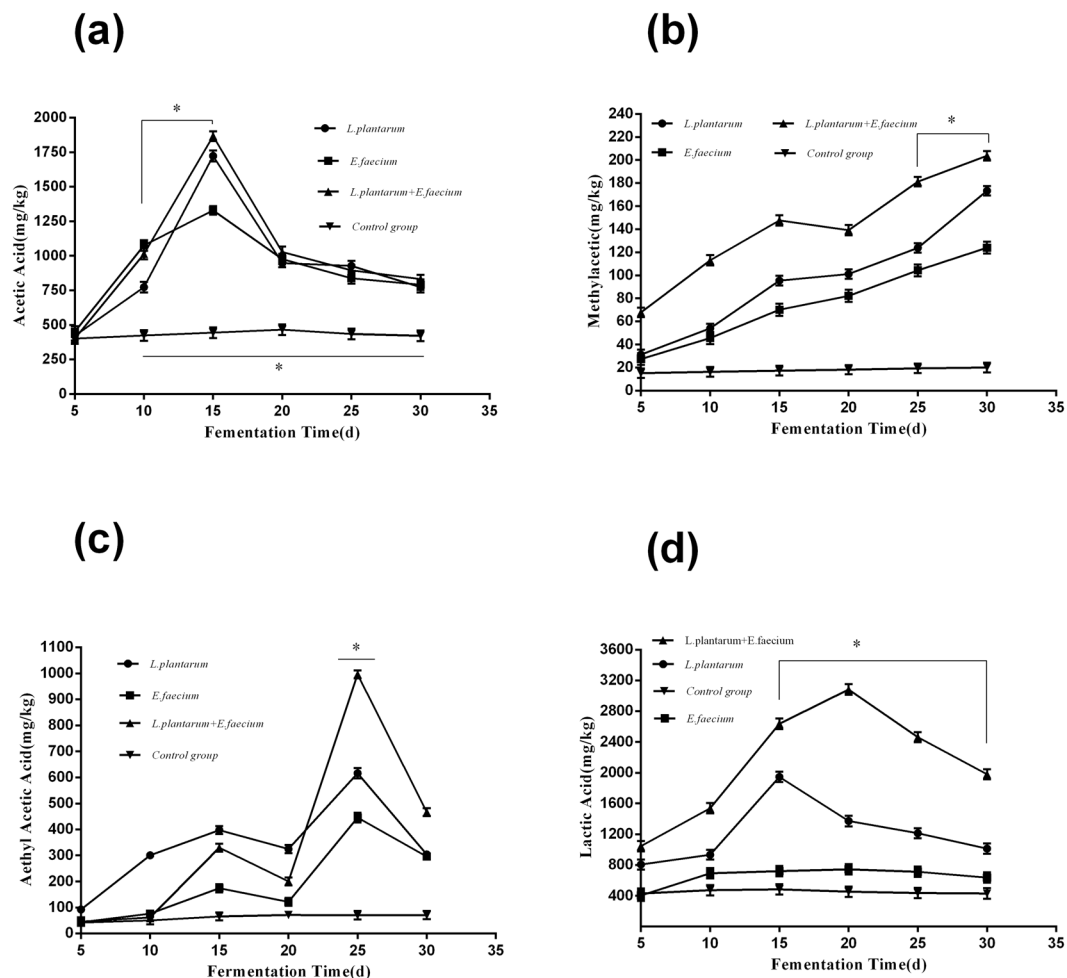 (a)
*
2000
1750
1500
1250
1000
750
500
250
0
Acetic Acid(mg/kg)
L.plantarum
E.faecium
L.plantarum+E.faecium
Control group
*
5 10 15 20 25 30 35
Fementation Time(d)
(b)
240
220
200
180
160
140
120
100
80
60
40
20
0
Methylacetic(mg/kg)
L.plantarum L.plantarum+E.faecium
E.faecium Control group
*
5 10 15 20 25 30 35
Fementation Time(d)
(c)
1100
1000
900
800
700
600
500
400
300
200
100
0
Aethyl Acetic Acid(mg/kg)
L.plantarum
E.faecium
L.plantarum+E.faecium
Control group
*
5 10 15 20 25 30 35
Fermentation Time(d)
(d)
3600
3200
2800
2400
2000
1600
1200
800
400
Lactic Acid(mg/kg)
L.plantarum+E.faecium
L.plantarum
Control group
E.faecium
*
5 10 15 20 25 30 35
Fementation Time(d)